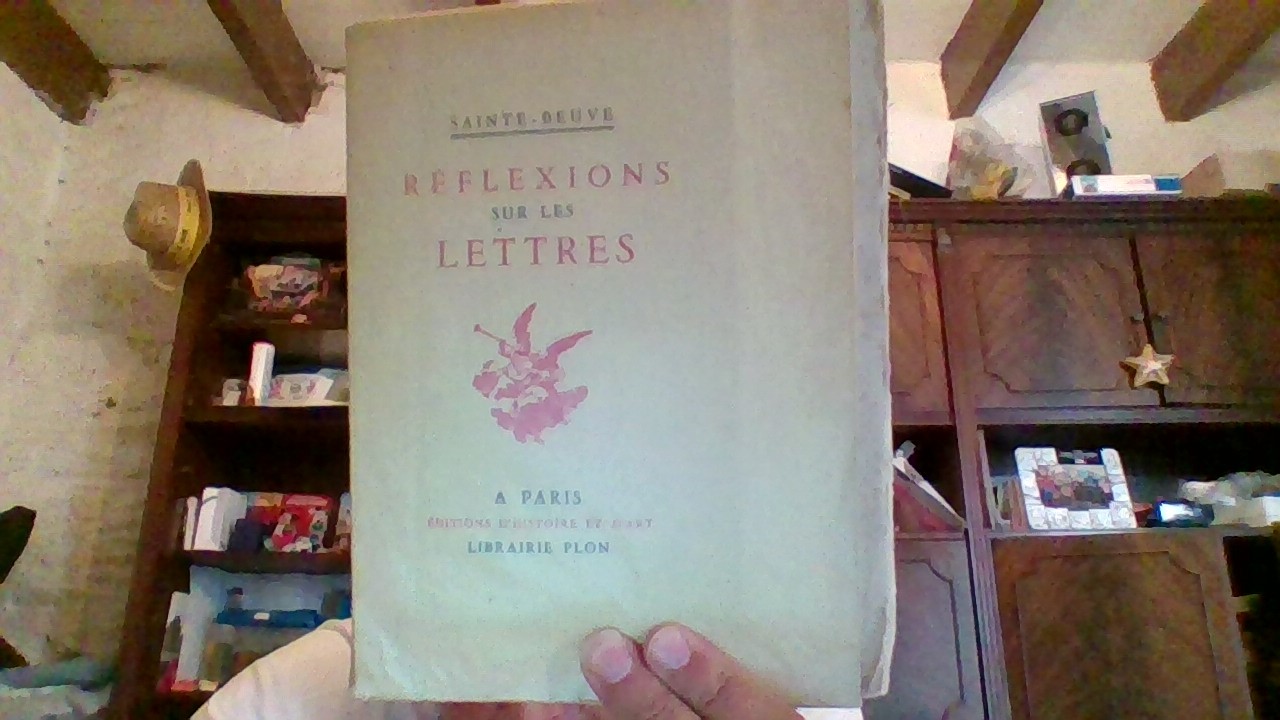 SAINTE-BEUVE
RÉFLEXIONS
SUR LES
LETTRES
A PARIS
ÉDITIONS D'HISTOIRE ET D'ART
LIBRAIRIE PLON